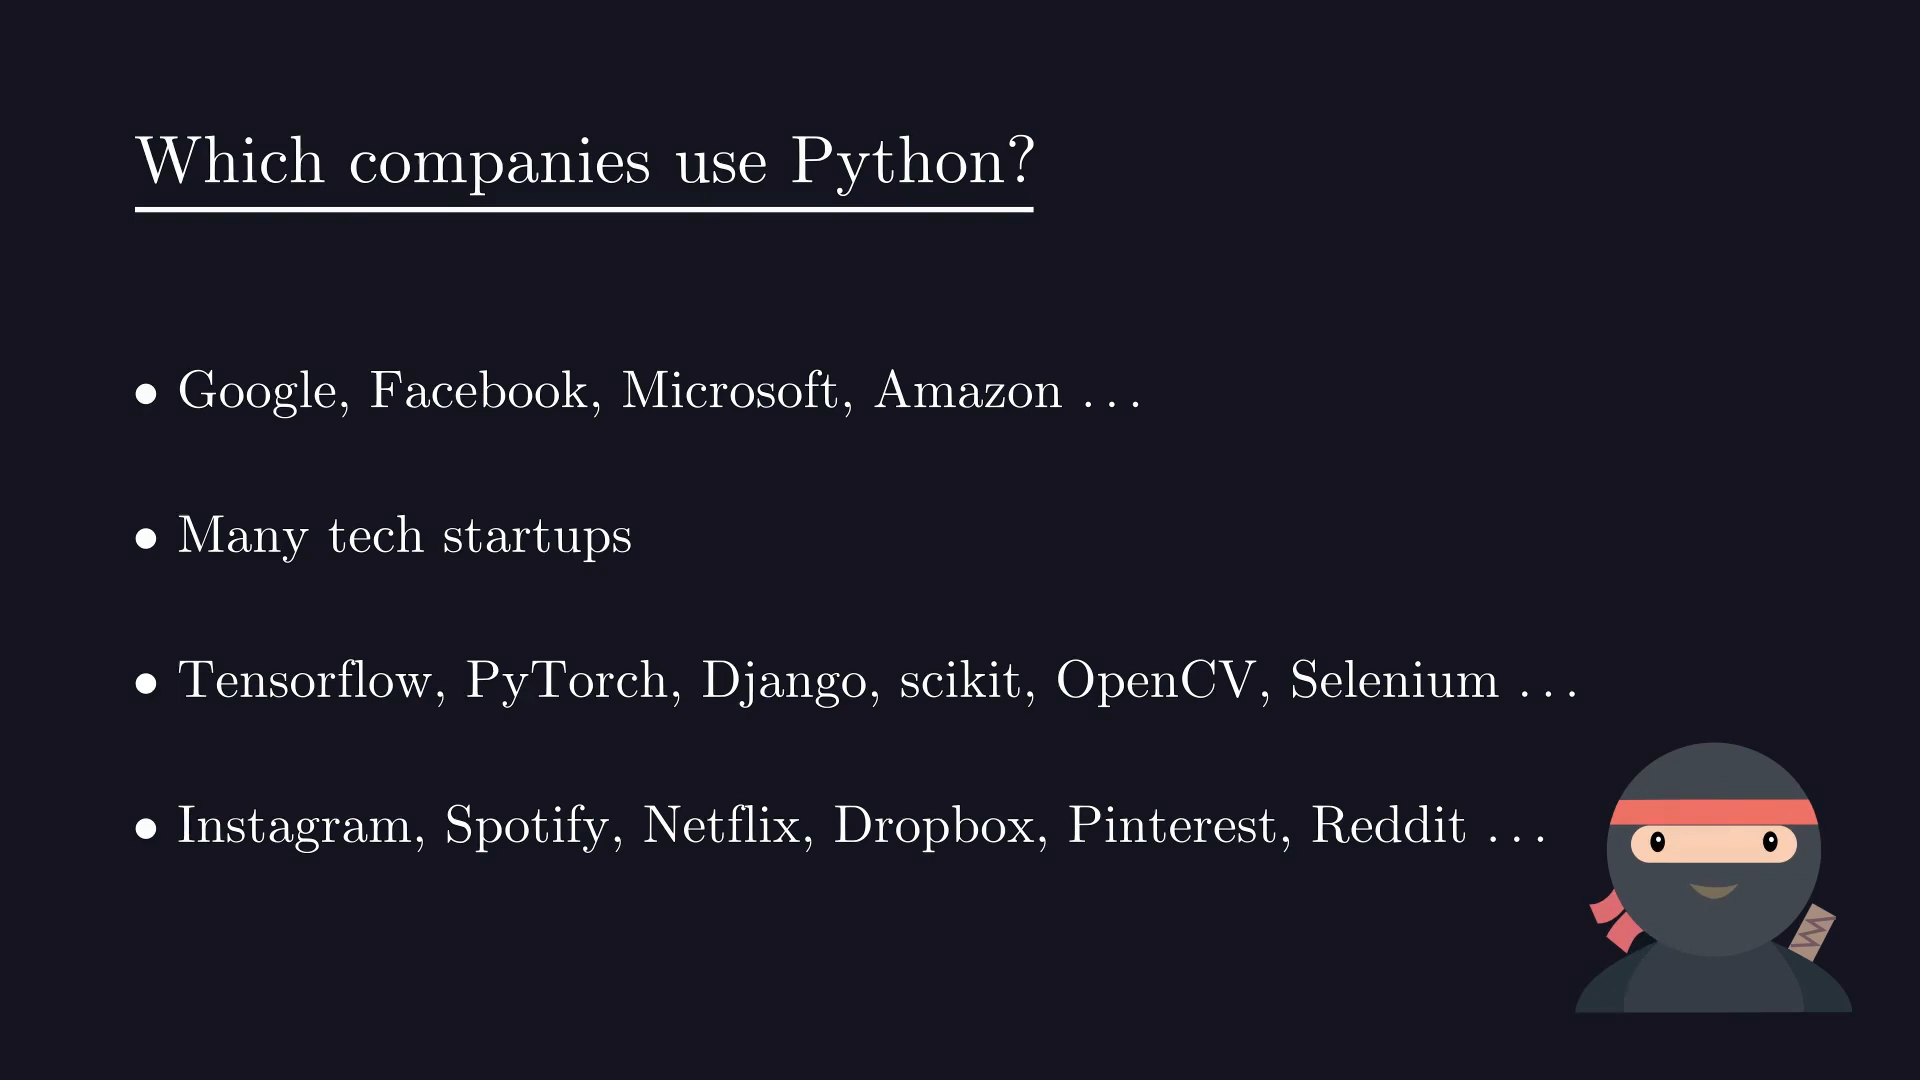 Which companies use Python?
• Google, Facebook, Microsoft, Amazon ...
• Many tech startups
• Tensorflow, PyTorch, Django, scikit, OpenCV, Selenium ...
• Instagram, Spotify, Netflix, Dropbox, Pinterest, Reddit ...